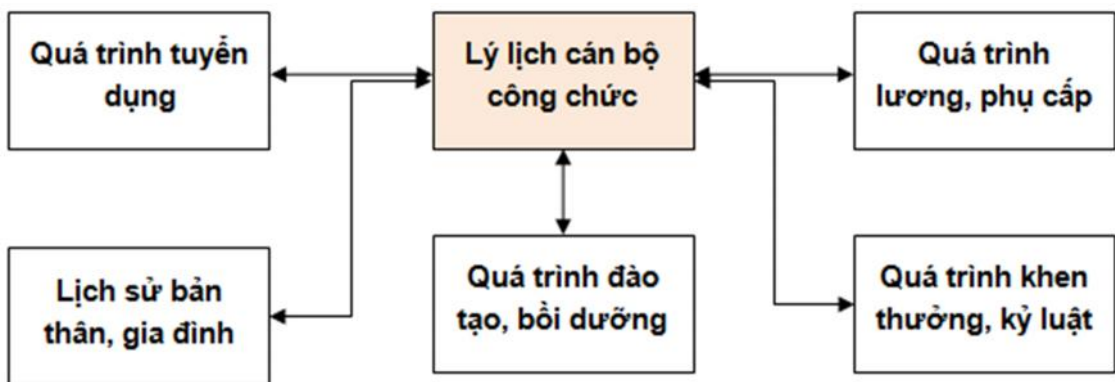 Quá trình tuyển
dụng
Lý lịch cán bộ
công chức
Quá trình
lương, phụ cấp
Lịch sử bản
thân, gia đình
Quá trình đào
tạo, bồi dưỡng
Quá trình khen
thưởng, kỷ luật